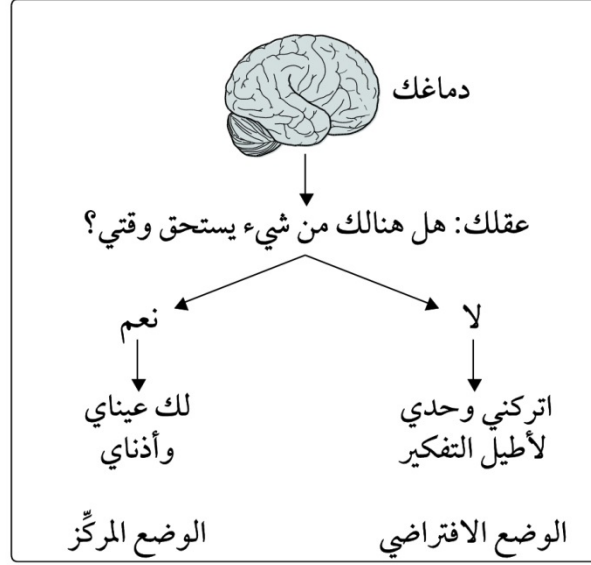 دماغك
عقلك: هل هنالك من شيء يستحق وقتي؟
لا
نعم
اتركني وحدي
لأطيل التفكير
لك عيناي
وأذناي
الوضع الافتراضي
الوضع المركِّز